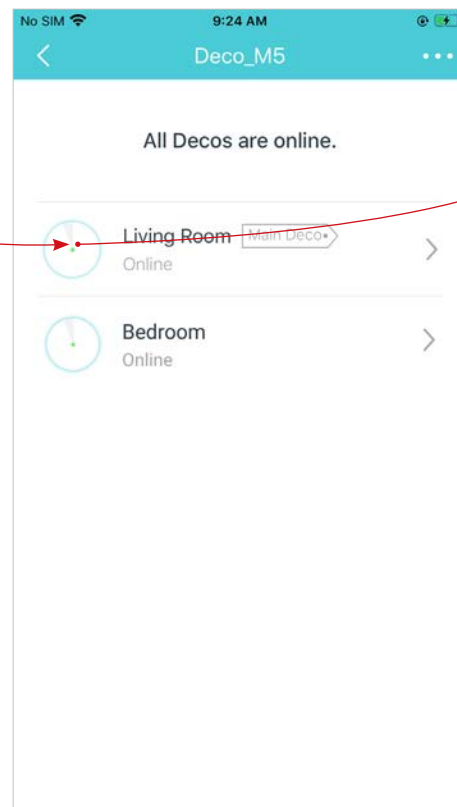 No SIM 9:24 AM
Deco_M5
All Decos are online.
Living Room Main Deco
Online
Bedroom
Online